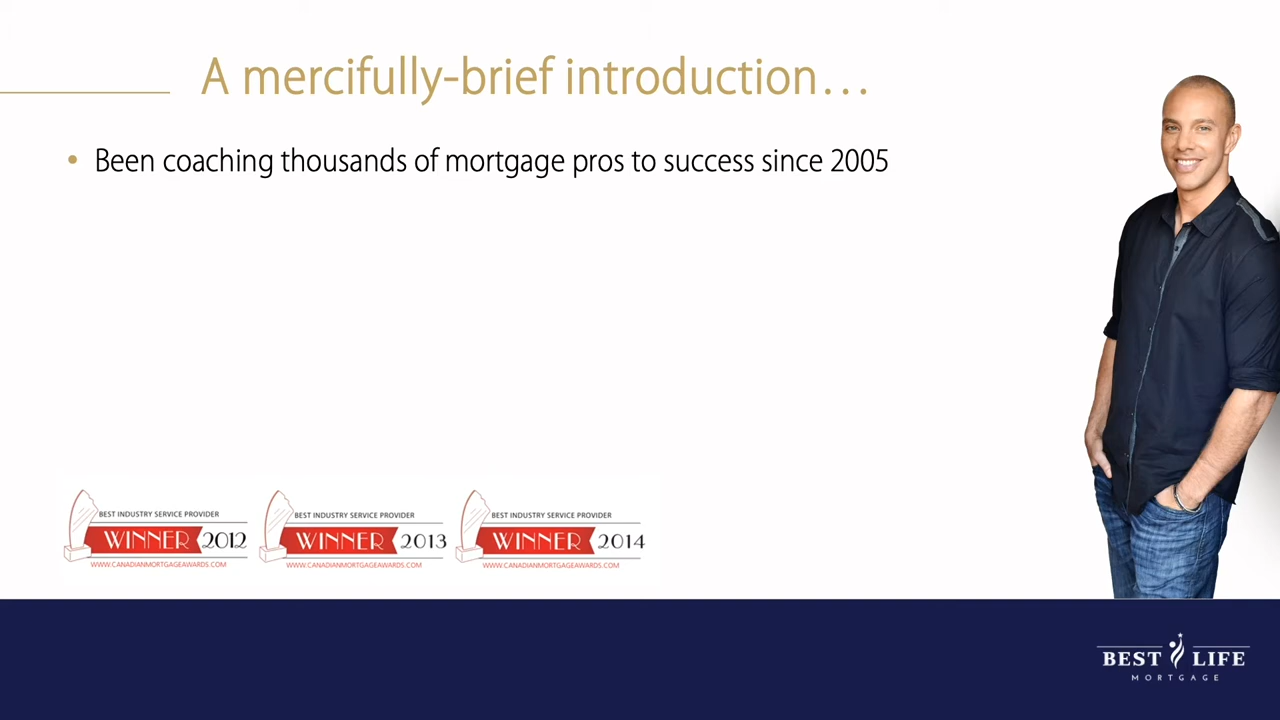 A mercifully-brief introduction…
• Been coaching thousands of mortgage pros to success since 2005
BEST INDUSTRY SERVICE PROVIDER
WINNER 2012
WWW.CANADIANMORTGAGEAWARDS.COM
BEST INDUSTRY SERVICE PROVIDER
WINNER 2013
WWW.CANADIANMORTGAGEAWARDS.COM
BEST INDUSTRY SERVICE PROVIDER
WINNER 2014
WWW.CANADIANMORTGAGEAWARDS.COM
BEST LIFE
MORTGAGE